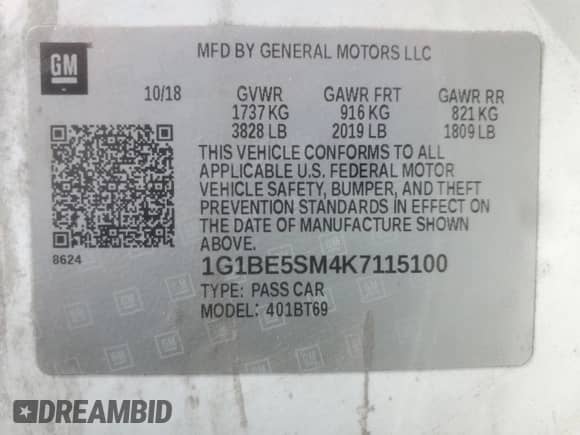 GM
MFD BY GENERAL MOTORS LLC
10/18 GVWR GAWR FRT GAWR RR
1737 KG 916 KG 821 KG
3828 LB 2019 LB 1809 LB
THIS VEHICLE CONFORMS TO ALL
APPLICABLE U.S. FEDERAL MOTOR
VEHICLE SAFETY, BUMPER, AND THEFT
PREVENTION STANDARDS IN EFFECT ON
THE DATE OF MANUFACTURE SHOWN
ABOVE.
8624
1G1BE5SM4K7115100
TYPE: PASS CAR
MODEL: 401BT69
DREAMBID